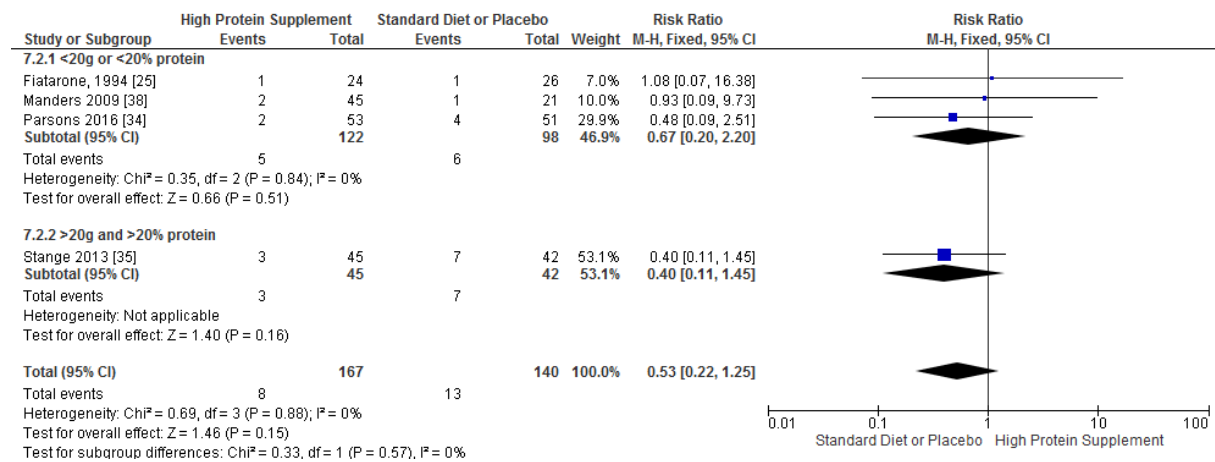 High Protein Supplement Standard Diet or Placebo Risk Ratio Risk Ratio
Study or Subgroup Events Total Events Total Weight M-H, Fixed, 95% CI M-H, Fixed, 95% CI
7.2.1 <20g or <20% protein
Fiatarone, 1994 [25] 1 24 1 26 7.0% 1.08 [0.07, 16.38]
Manders 2009 [38] 2 45 1 21 10.0% 0.93 [0.09, 9.73]
Parsons 2016 [34] 2 53 4 51 29.9% 0.48 [0.09, 2.51]
Subtotal (95% CI) 122 98 46.9% 0.67 [0.20, 2.20]
Total events 5 6
Heterogeneity: Chi² = 0.35, df = 2 (P = 0.84); I² = 0%
Test for overall effect: Z = 0.66 (P = 0.51)
7.2.2 >20g and >20% protein
Stange 2013 [35] 3 45 7 42 53.1% 0.40 [0.11, 1.45]
Subtotal (95% CI) 45 42 53.1% 0.40 [0.11, 1.45]
Total events 3 7
Heterogeneity: Not applicable
Test for overall effect: Z = 1.40 (P = 0.16)
Total (95% CI) 167 140 100.0% 0.53 [0.22, 1.25]
Total events 8 13
Heterogeneity: Chi² = 0.69, df = 3 (P = 0.88); I² = 0%
Test for overall effect: Z = 1.46 (P = 0.15)
Test for subgroup differences: Chi² = 0.33, df = 1 (P = 0.57), I² = 0%
0.01 0.1 1 10 100
Standard Diet or Placebo High Protein Supplement